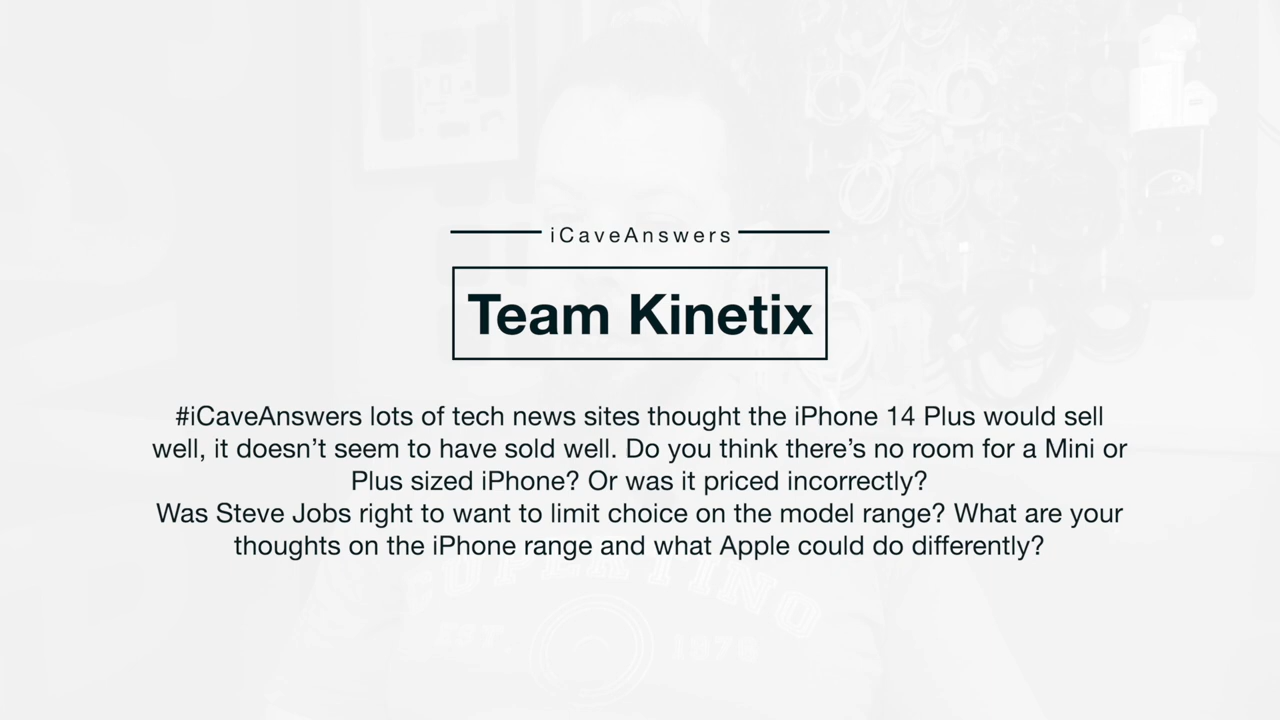 iCaveAnswers
Team Kinetix
#iCaveAnswers lots of tech news sites thought the iPhone 14 Plus would sell
well, it doesn’t seem to have sold well. Do you think there’s no room for a Mini or
Plus sized iPhone? Or was it priced incorrectly?
Was Steve Jobs right to want to limit choice on the model range? What are your
thoughts on the iPhone range and what Apple could do differently?
CUPERTINO
EST. 1976